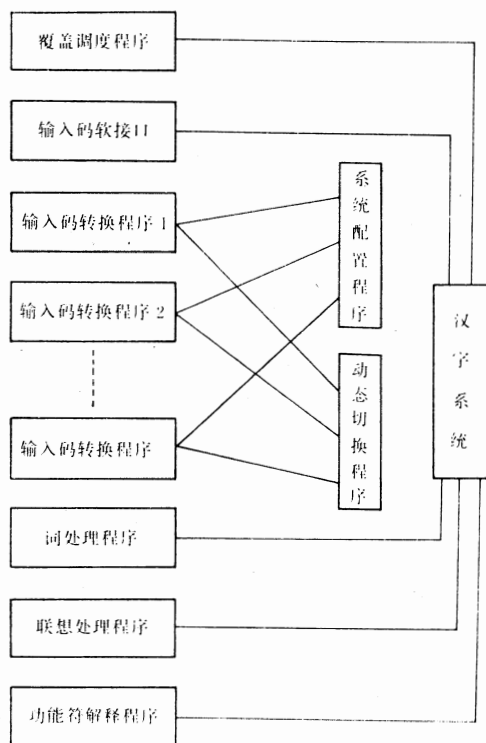 覆盖调度程序
输入码软接口
输入码转换程序1
输入码转换程序2
输入码转换程序
词处理程序
联想处理程序
功能符解释程序
系统配置程序
动态切换程序
汉字系统